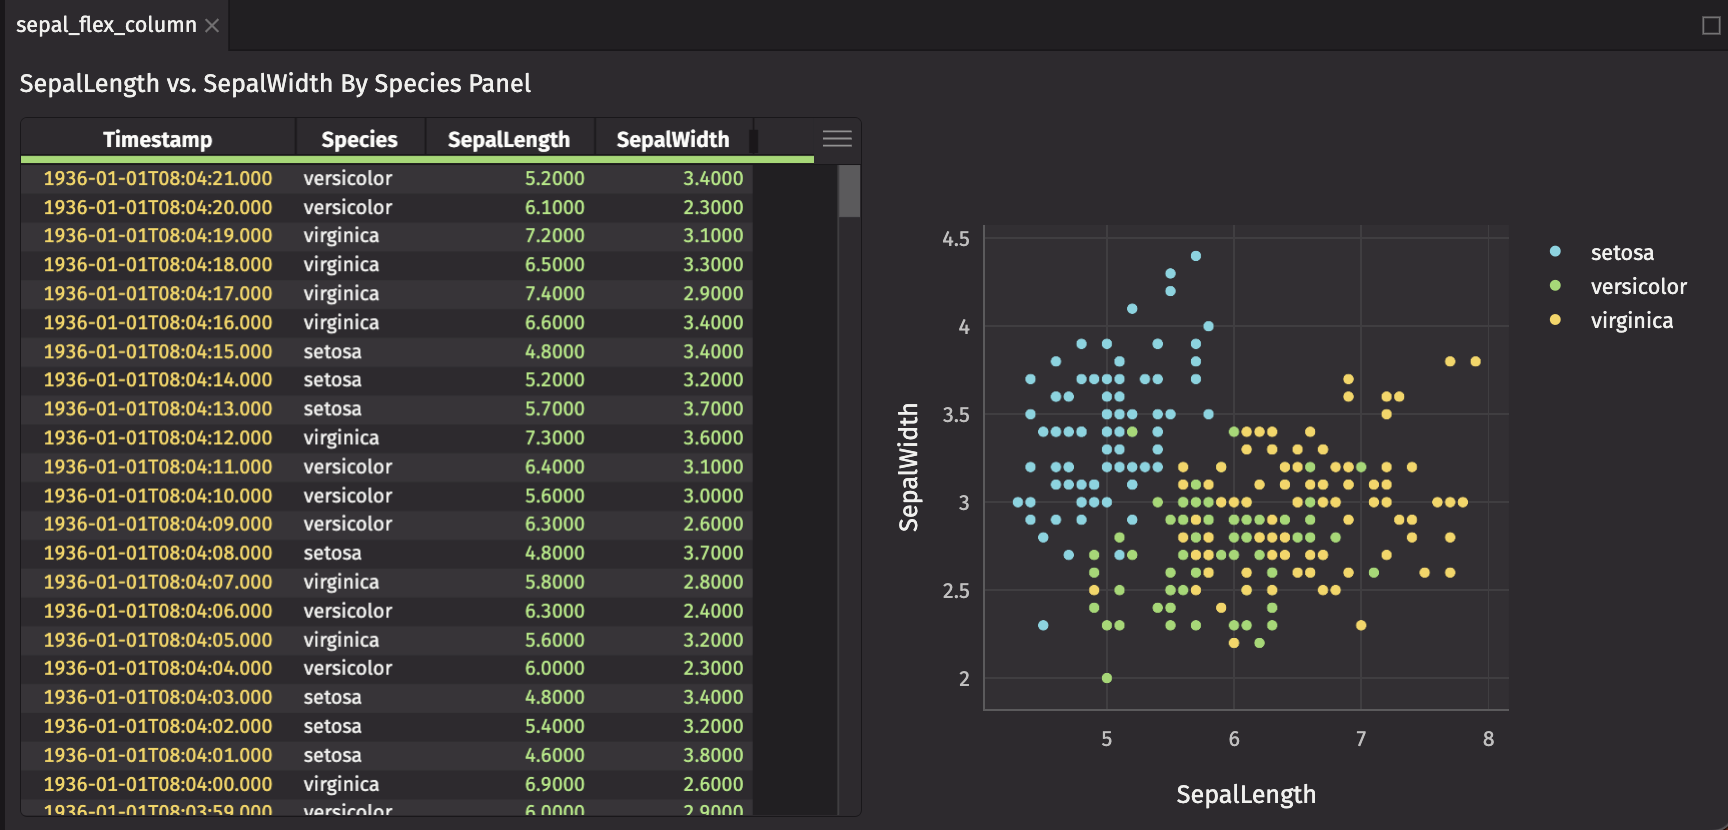 sepal_flex_column
SepalLength vs. SepalWidth By Species Panel
Timestamp Species SepalLength SepalWidth
1936-01-01T08:04:21.000 versicolor 5.2000 3.4000
1936-01-01T08:04:20.000 versicolor 6.1000 2.3000
1936-01-01T08:04:19.000 virginica 7.2000 3.1000
1936-01-01T08:04:18.000 virginica 6.5000 3.3000
1936-01-01T08:04:17.000 virginica 7.4000 2.9000
1936-01-01T08:04:16.000 virginica 6.6000 3.4000
1936-01-01T08:04:15.000 setosa 4.8000 3.4000
1936-01-01T08:04:14.000 setosa 5.2000 3.2000
1936-01-01T08:04:13.000 setosa 5.7000 3.7000
1936-01-01T08:04:12.000 virginica 7.3000 3.6000
1936-01-01T08:04:11.000 versicolor 6.4000 3.1000
1936-01-01T08:04:10.000 versicolor 5.6000 3.0000
1936-01-01T08:04:09.000 versicolor 6.3000 2.6000
1936-01-01T08:04:08.000 setosa 4.8000 3.7000
1936-01-01T08:04:07.000 virginica 5.8000 2.8000
1936-01-01T08:04:06.000 versicolor 6.3000 2.4000
1936-01-01T08:04:05.000 virginica 5.6000 3.2000
1936-01-01T08:04:04.000 versicolor 6.0000 2.3000
1936-01-01T08:04:03.000 setosa 4.8000 3.4000
1936-01-01T08:04:02.000 setosa 5.4000 3.2000
1936-01-01T08:04:01.000 setosa 4.6000 3.8000
1936-01-01T08:04:00.000 virginica 6.9000 2.6000
1936-01-01T08:03:59.000 versicolor 6.0000 2.9000
SepalWidth
4.5
4
3.5
3
2.5
2
5 6 7 8
SepalLength
setosa
versicolor
virginica